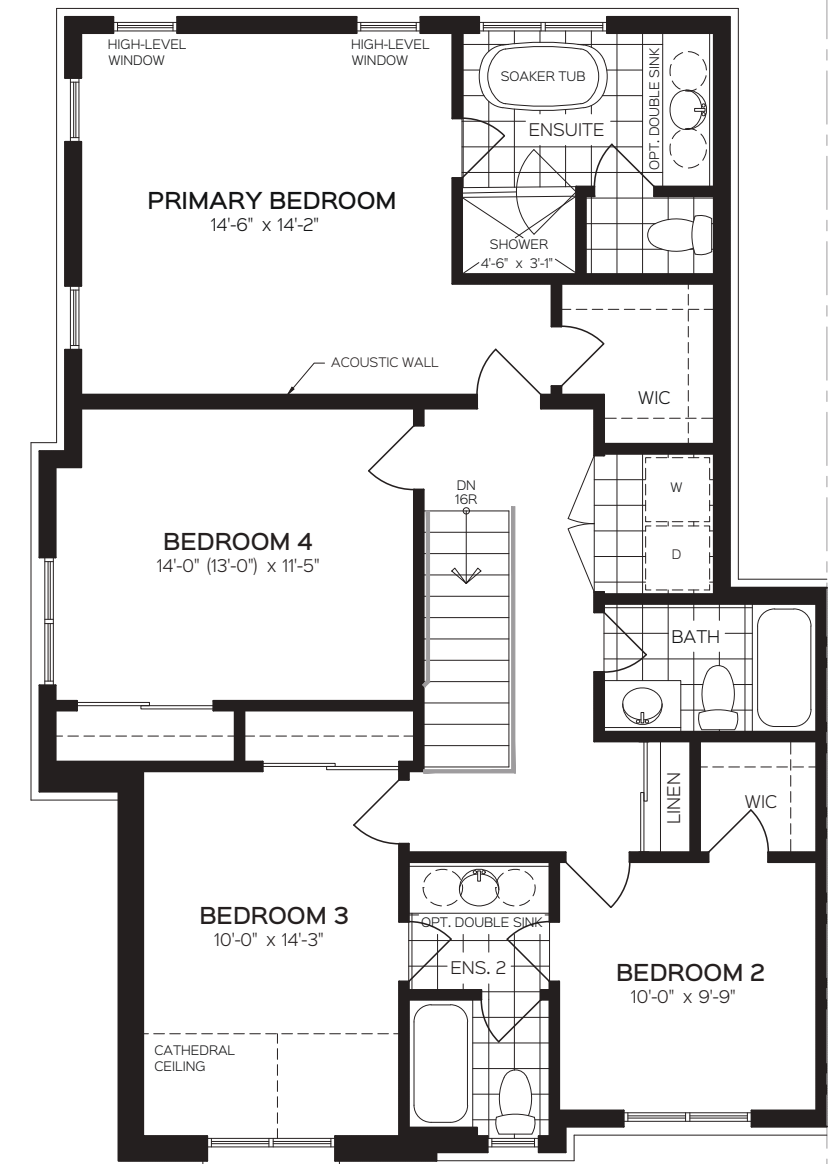 HIGH-LEVEL
WINDOW
HIGH-LEVEL
WINDOW
SOAKER TUB
OPT. DOUBLE SINK
ENSUITE
PRIMARY BEDROOM
14'-6" x 14'-2"
SHOWER
4'-6" x 3'-1"
ACOUSTIC WALL
WIC
DN
16R
W
D
BEDROOM 4
14'-0" (13'-0") x 11'-5"
BATH
LINEN
WIC
BEDROOM 3
10'-0" x 14'-3"
OPT. DOUBLE SINK
ENS. 2
BEDROOM 2
10'-0" x 9'-9"
CATHEDRAL
CEILING